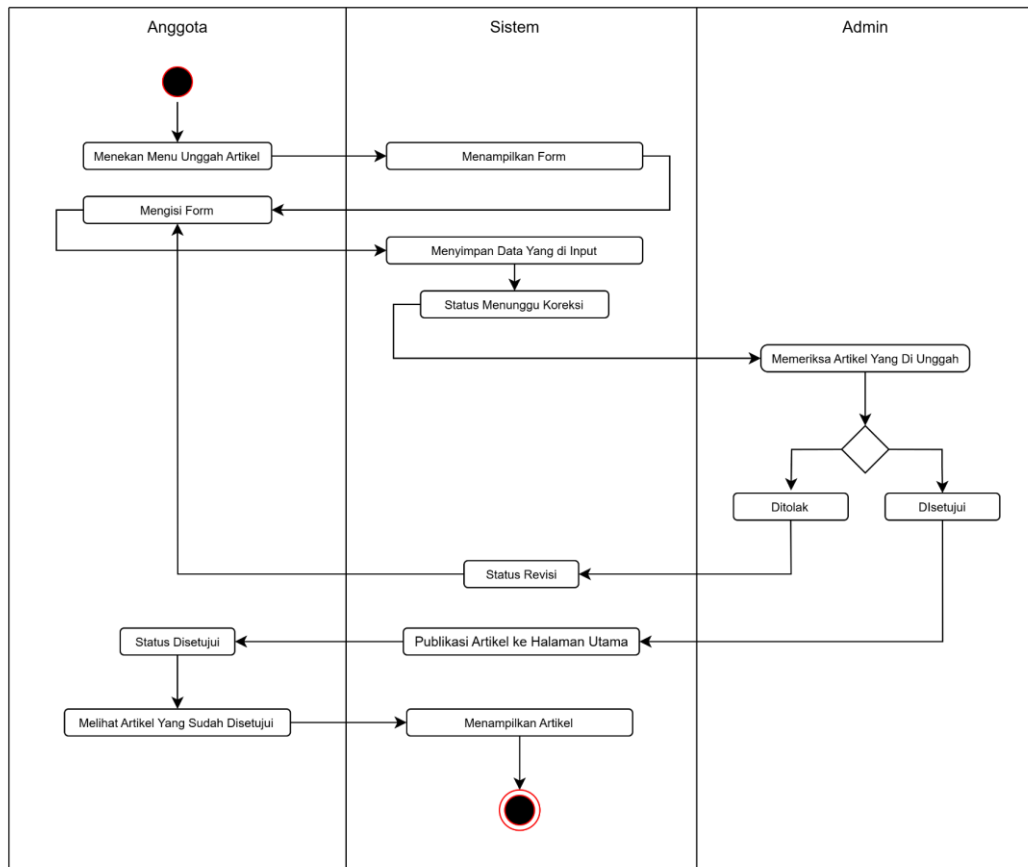 Anggota
Sistem
Admin
Menekan Menu Unggah Artikel
Menampilkan Form
Mengisi Form
Menyimpan Data Yang di Input
Status Menunggu Koreksi
Memeriksa Artikel Yang Di Unggah
Ditolak
DIsetujui
Status Revisi
Status Disetujui
Publikasi Artikel ke Halaman Utama
Melihat Artikel Yang Sudah Disetujui
Menampilkan Artikel